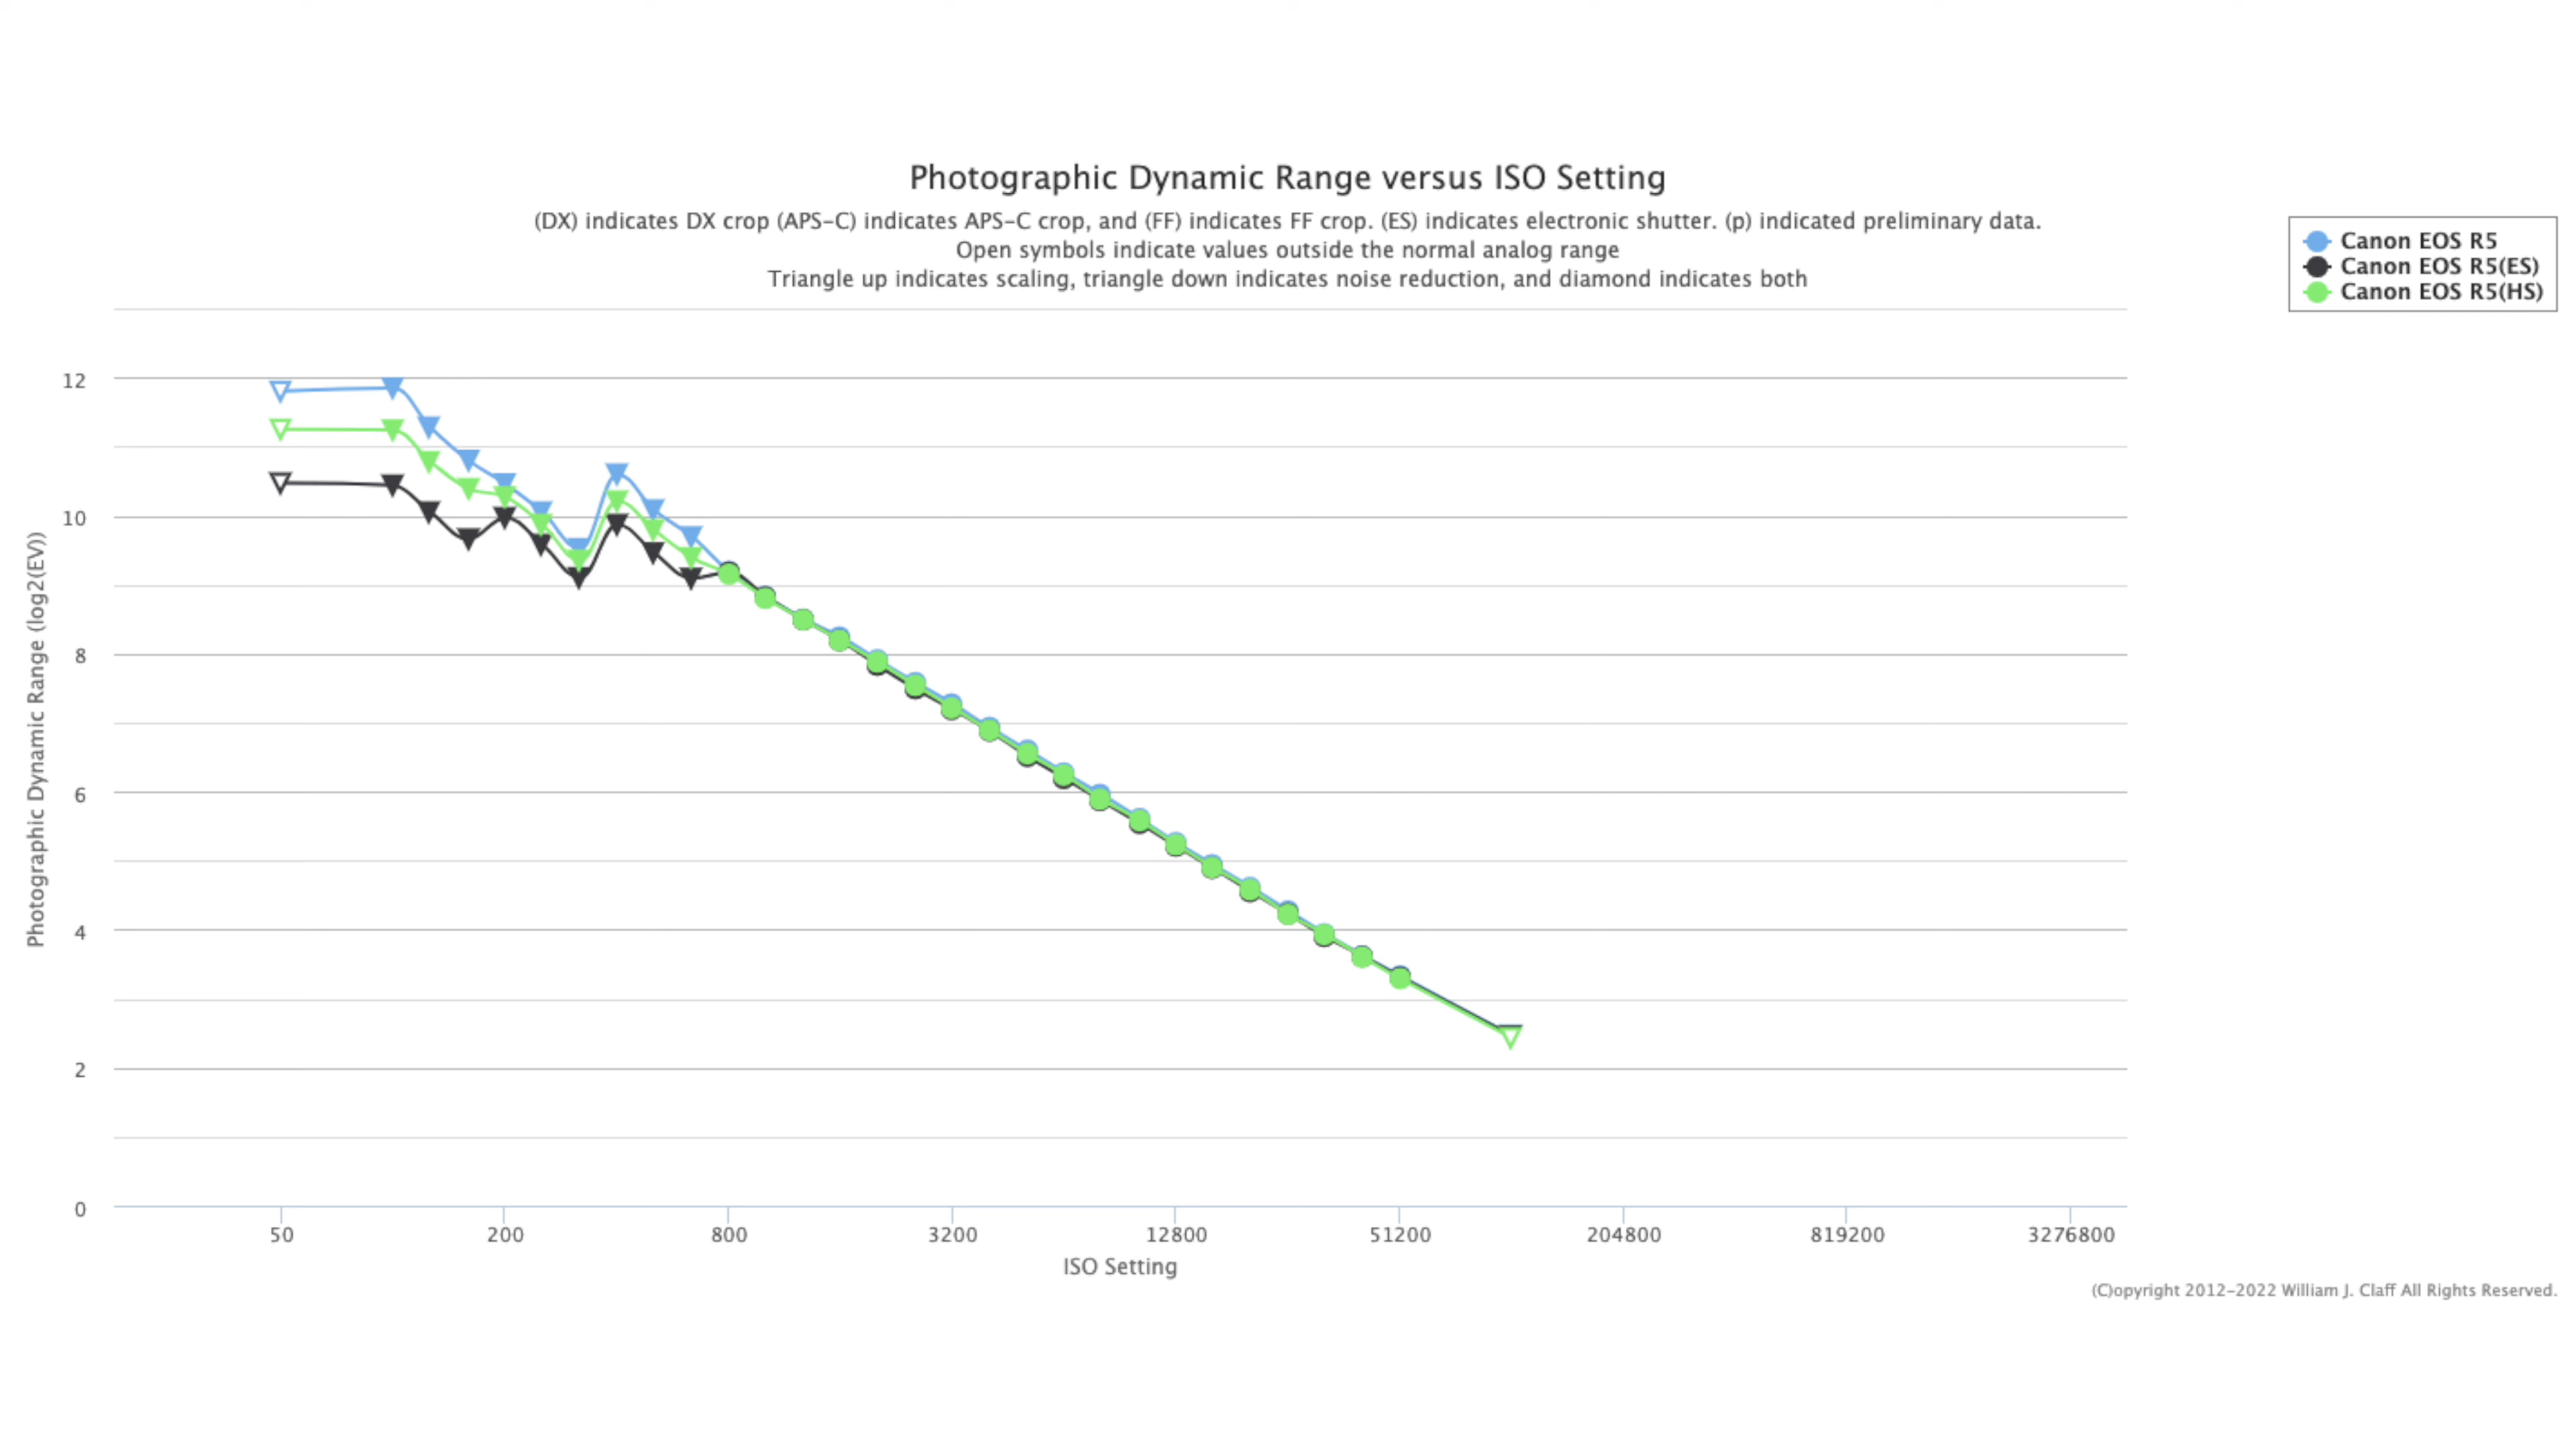 Photographic Dynamic Range versus ISO Setting
(DX) indicates DX crop (APS-C) indicates APS-C crop, and (FF) indicates FF crop. (ES) indicates electronic shutter. (p) indicated preliminary data.
Open symbols indicate values outside the normal analog range
Triangle up indicates scaling, triangle down indicates noise reduction, and diamond indicates both
Canon EOS R5
Canon EOS R5(ES)
Canon EOS R5(HS)
Photographic Dynamic Range (log2(EV))
12
10
8
6
4
2
0
50 200 800 3200 12800 51200 204800 819200 3276800
ISO Setting
(C)opyright 2012-2022 William J. Claff All Rights Reserved.